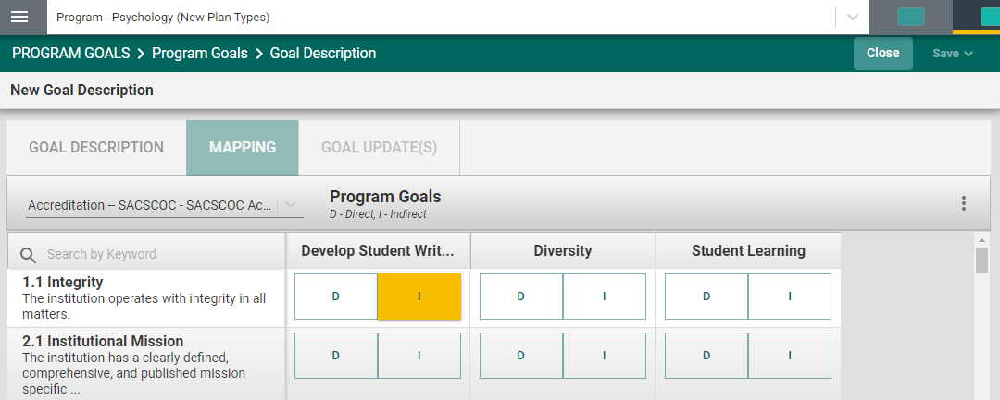 Program - Psychology (New Plan Types)
PROGRAM GOALS > Program Goals > Goal Description
Close
Save
New Goal Description
GOAL DESCRIPTION
MAPPING
GOAL UPDATE(S)
Accreditation -- SACSCOC - SACSCOC Ac...
Program Goals
D - Direct, I - Indirect
Search by Keyword
Develop Student Writ...
Diversity
Student Learning
1.1 Integrity
The institution operates with integrity in all
matters.
D I D I D I
2.1 Institutional Mission
The institution has a clearly defined,
comprehensive, and published mission
specific ...
D I D I D I